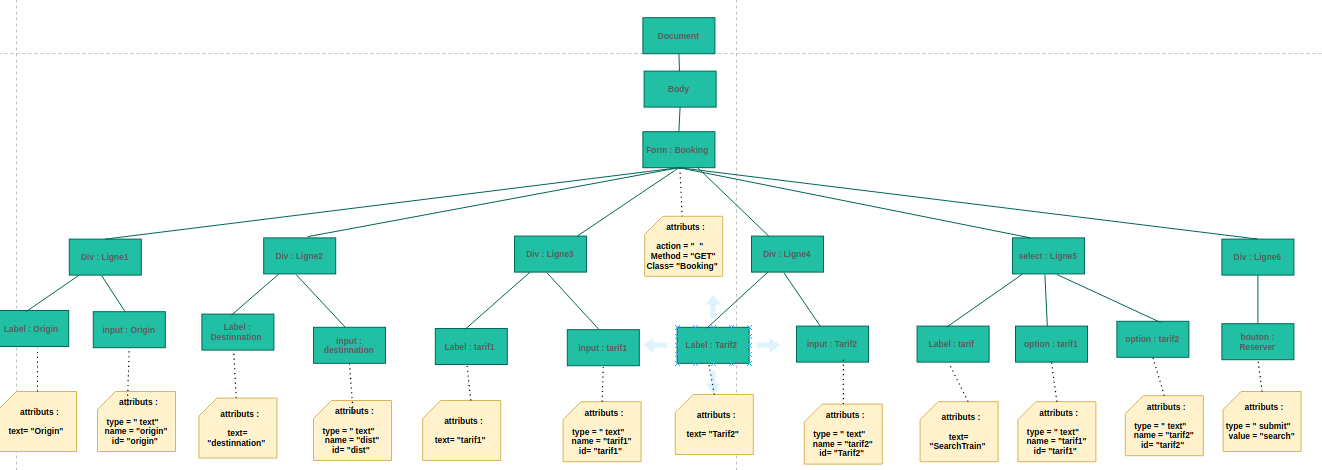 Document
Body
Form : Booking
attributs :
action = "  "
Method = "GET"
Class= "Booking"
Div : Ligne1
Div : Ligne2
Div : Ligne3
Div : Ligne4
select : Ligne5
Div : Ligne6
Label : Origin
input : Origin
Label :
Destinnation
input :
destinnation
Label : tarif1
input : tarif1
Label : Tarif2
input : Tarif2
Label : tarif
option : tarif1
option : tarif2
bouton :
Reserver
attributs :
text= "Origin"
attributs :
type = " text"
name = "origin"
id= "origin"
attributs :
text=
"destinnation"
attributs :
type = " text"
name = "dist"
id= "dist"
attributs :
text= "tarif1"
attributs :
type = " text"
name = "tarif1"
id= "tarif1"
attributs :
text= "Tarif2"
attributs :
type = " text"
name = "tarif2"
id= "Tarif2"
attributs :
text=
"SearchTrain"
attributs :
type = " text"
name = "tarif1"
id= "tarif1"
attributs :
type = " text"
name = "tarif2"
id= "tarif2"
attributs :
type = " submit"
value = "search"